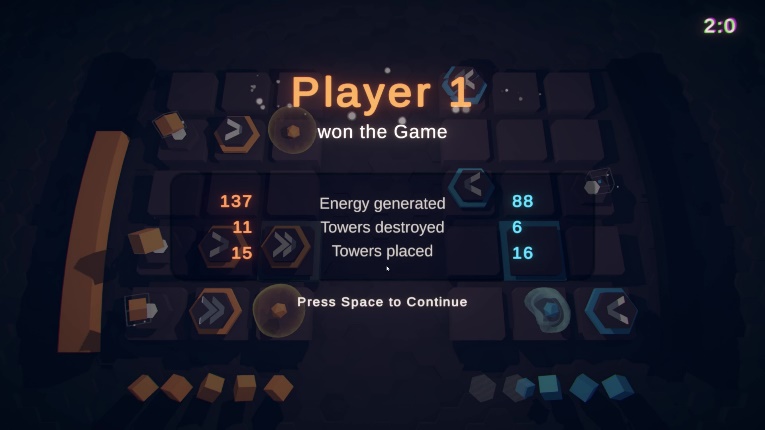 2:0
Player 1
won the Game
137 Energy generated 88
11 Towers destroyed 6
15 Towers placed 16
Press Space to Continue